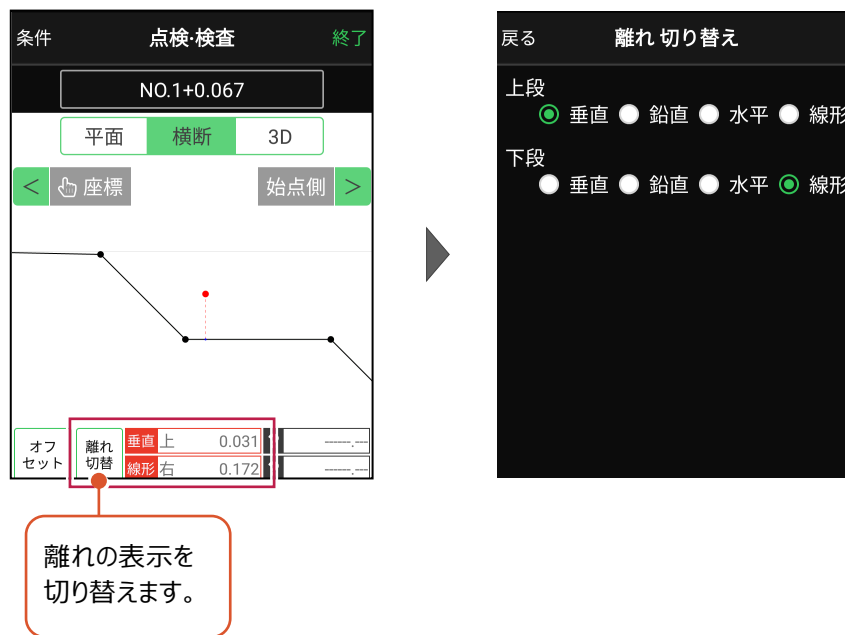 条件 点検・検査 終了
NO.1+0.067
平面 横断 3D
< 座標 始点側 >
オフ
セット
離れ
切替
垂直 上 0.031
線形 右 0.172
------.---
------.---
離れの表示を
切り替えます。
戻る 離れ 切り替え
上段
垂直 鉛直 水平 線形
下段
垂直 鉛直 水平 線形